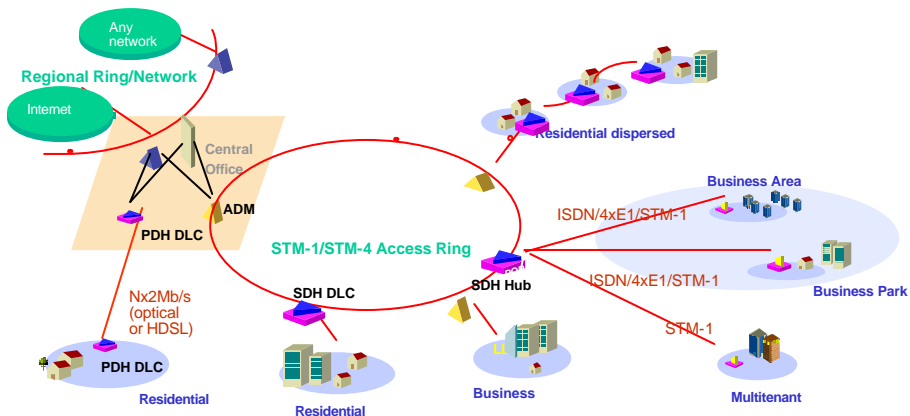 Any
network
Regional Ring/Network
Internet
Central
Office
ADM
PDH DLC
STM-1/STM-4 Access Ring
Nx2Mb/s
(optical
or HDSL)
PDH DLC
Residential
SDH DLC
Residential
Residential dispersed
SDH Hub
LL
Business
Business Area
ISDN/4xE1/STM-1
ISDN/4xE1/STM-1
Business Park
STM-1
Multitenant